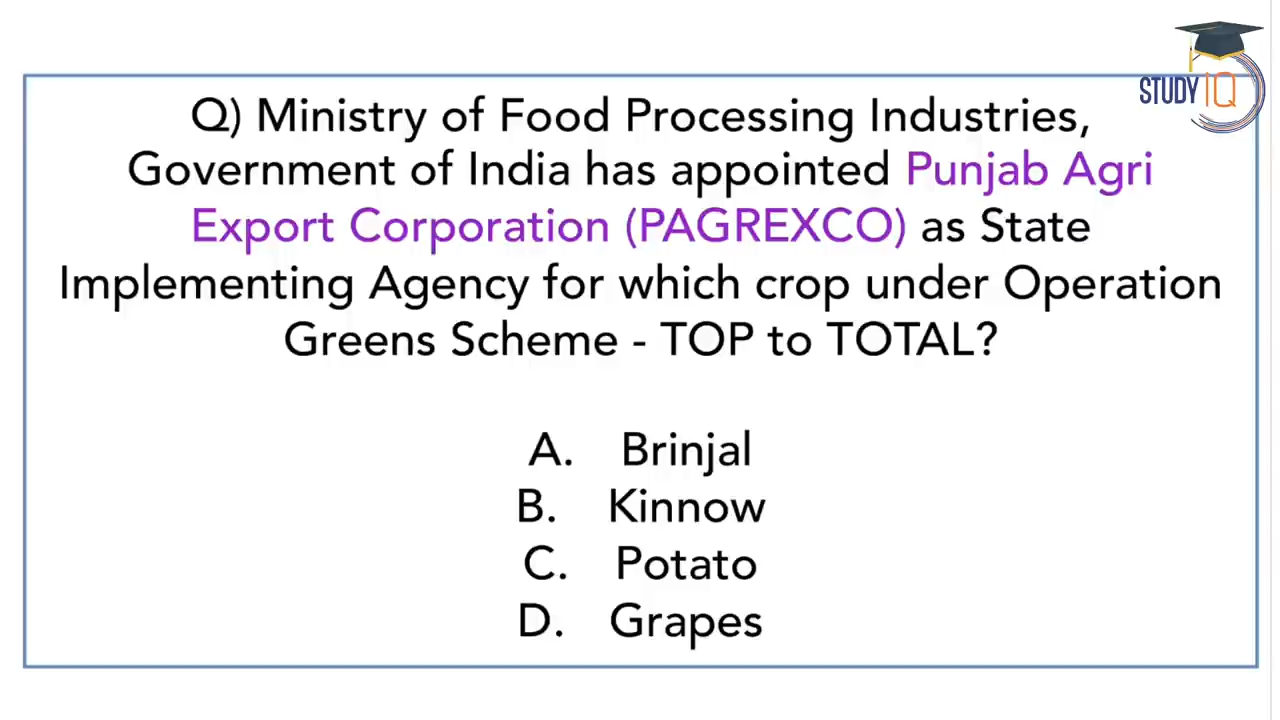 STUDY IQ
Q) Ministry of Food Processing Industries,
Government of India has appointed Punjab Agri
Export Corporation (PAGREXCO) as State
Implementing Agency for which crop under Operation
Greens Scheme - TOP to TOTAL?
A. Brinjal
B. Kinnow
C. Potato
D. Grapes